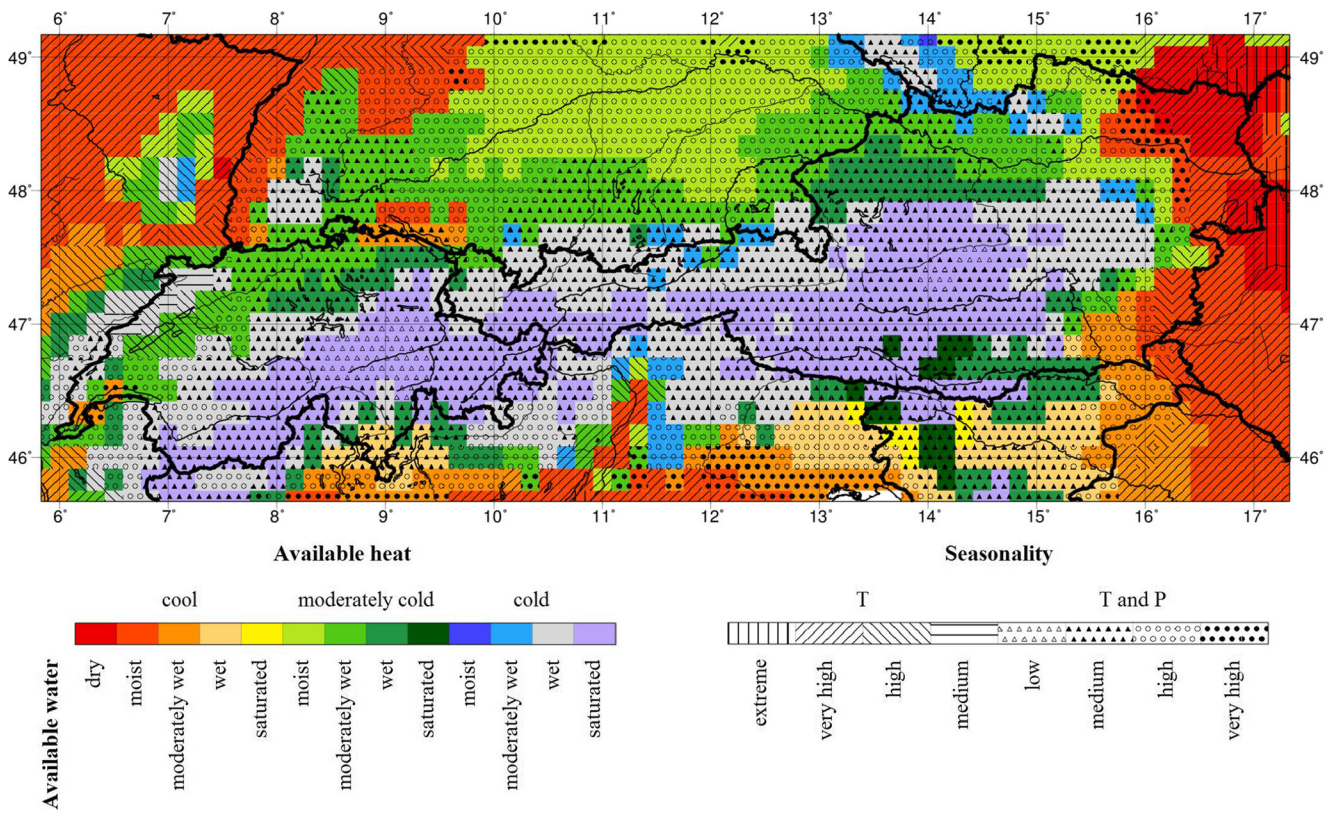 6° 7° 8° 9° 10° 11° 12° 13° 14° 15° 16° 17°
49° 49°
48° 48°
47° 47°
46° 46°
6° 7° 8° 9° 10° 11° 12° 13° 14° 15° 16° 17°
Available heat
cool moderately cold cold
Available water
dry
moist
moderately wet
wet
saturated
moist
moderately wet
wet
saturated
moist
moderately wet
wet
saturated
Seasonality
T T and P
extreme
very high
high
medium
low
medium
high
very high